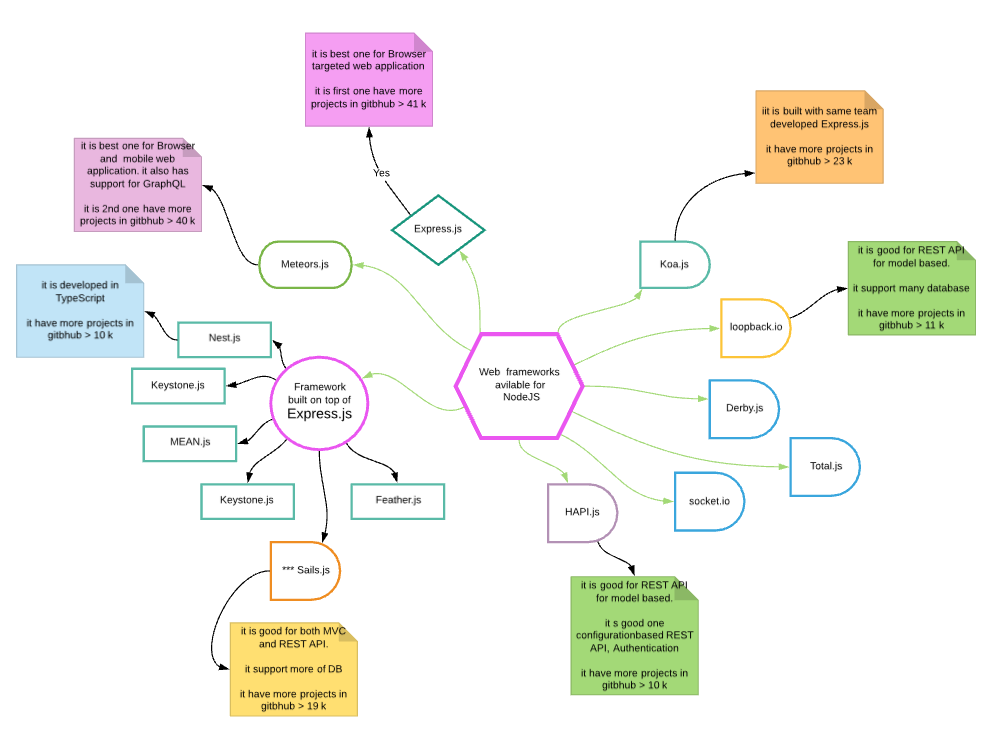 it is best one for Browser
targeted web application
it is first one have more
projects in gitbhub > 41 k
Yes
Express.js
iit is built with same team
developed Express.js
it have more projects in
gitbhub > 23 k
Koa.js
it is best one for Browser
and mobile web
application. it also has
support for GraphQL
it is 2nd one have more
projects in gitbhub > 40 k
Meteors.js
it is good for REST API
for model based.
it support many database
it have more projects in
gitbhub > 11 k
loopback.io
it is developed in
TypeScript
it have more projects in
gitbhub > 10 k
Nest.js
Keystone.js
MEAN.js
Keystone.js
Feather.js
Framework
built on top of
Express.js
Web frameworks
avilable for
NodeJS
Derby.js
Total.js
socket.io
HAPI.js
*** Sails.js
it is good for both MVC
and REST API.
it support more of DB
it have more projects in
gitbhub > 19 k
it is good for REST API
for model based.
it s good one
configurationbased REST
API, Authentication
it have more projects in
gitbhub > 10 k